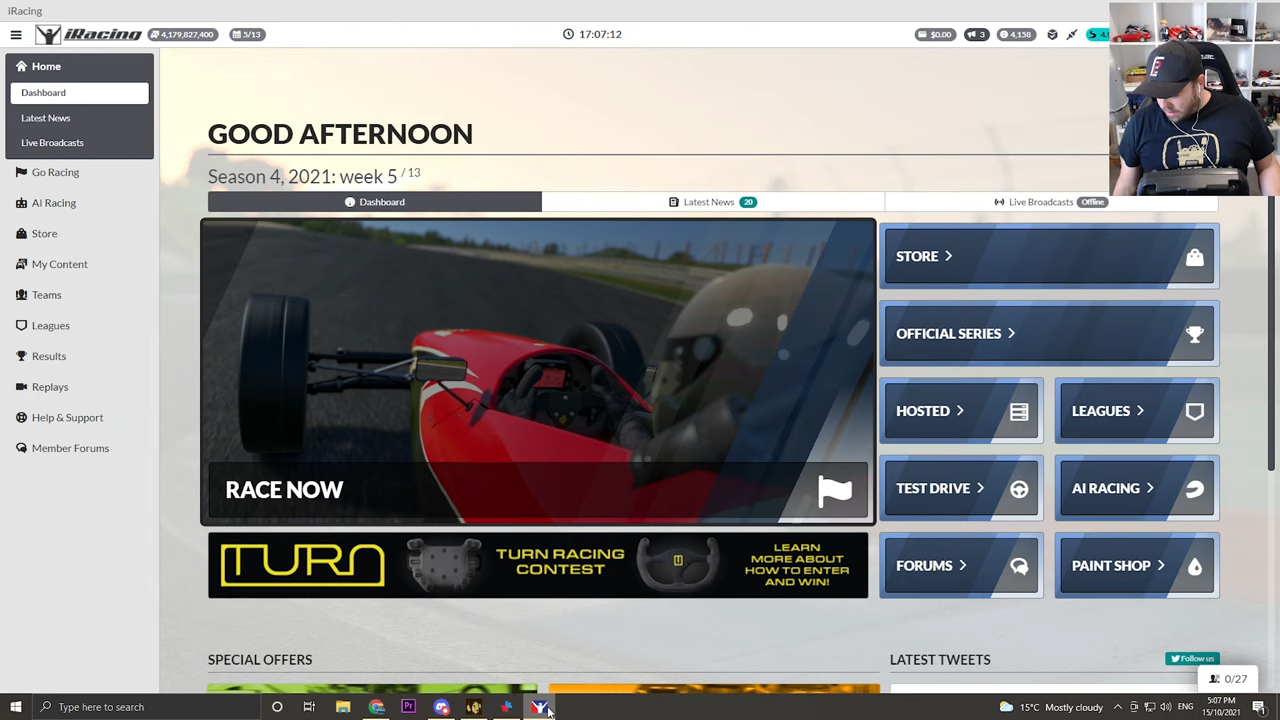 iRacing
iRacing 4,179,827,400 5/13 17:07:12 $0.00 3 4,158
Home
Dashboard
Latest News
Live Broadcasts
Go Racing
AI Racing
Store
My Content
Teams
Leagues
Results
Replays
Help & Support
Member Forums
GOOD AFTERNOON
Season 4, 2021: week 5 / 13
Dashboard Latest News 20 Live Broadcasts Offline
RACE NOW
STORE
OFFICIAL SERIES
HOSTED LEAGUES
TEST DRIVE AI RACING
FORUMS PAINT SHOP
TURN
TURN RACING
CONTEST
LEARN
MORE ABOUT
HOW TO ENTER
AND WIN!
SPECIAL OFFERS
LATEST TWEETS Follow us
0/27
Type here to search
Pr
15°C Mostly cloudy
5:07 PM
15/10/2021
1